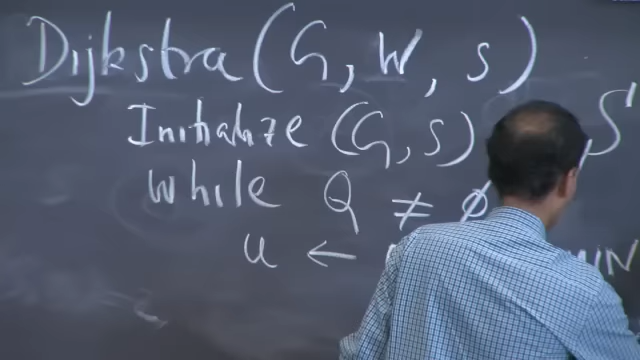 Dijkstra (G, W, s)
Initialize (G, S) S
While Q ≠ ϕ
u ←